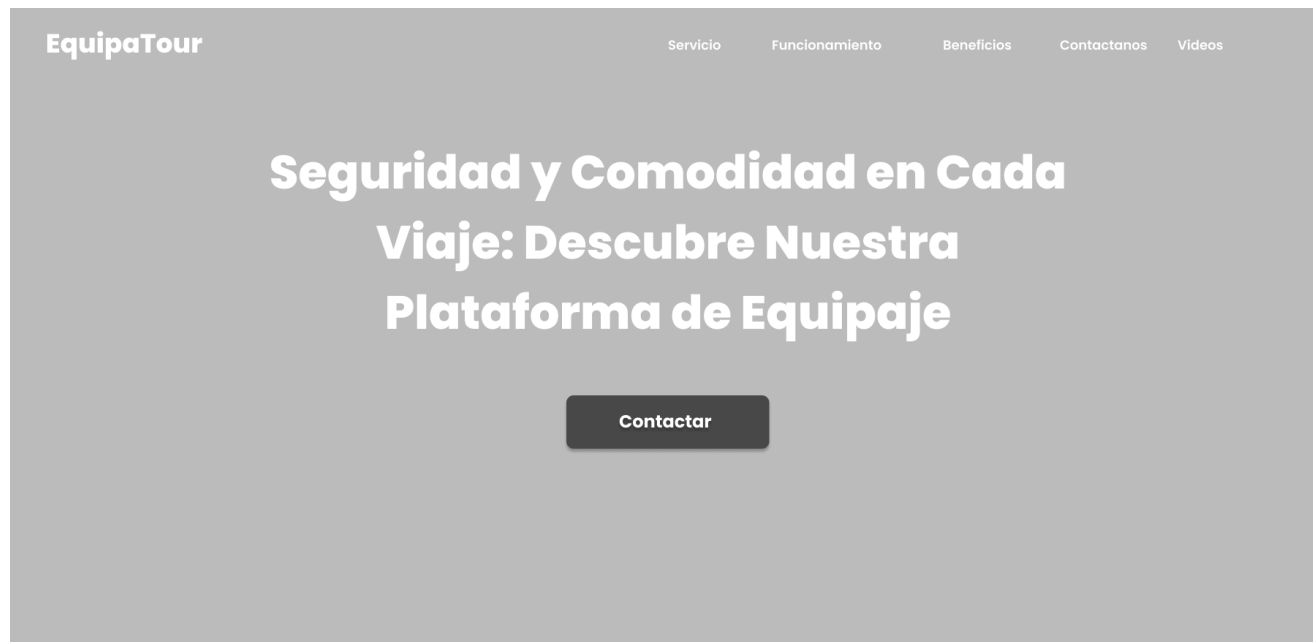 EquipaTour
Servicio Funcionamiento Beneficios Contactanos Videos
Seguridad y Comodidad en Cada
Viaje: Descubre Nuestra
Plataforma de Equipaje
Contactar